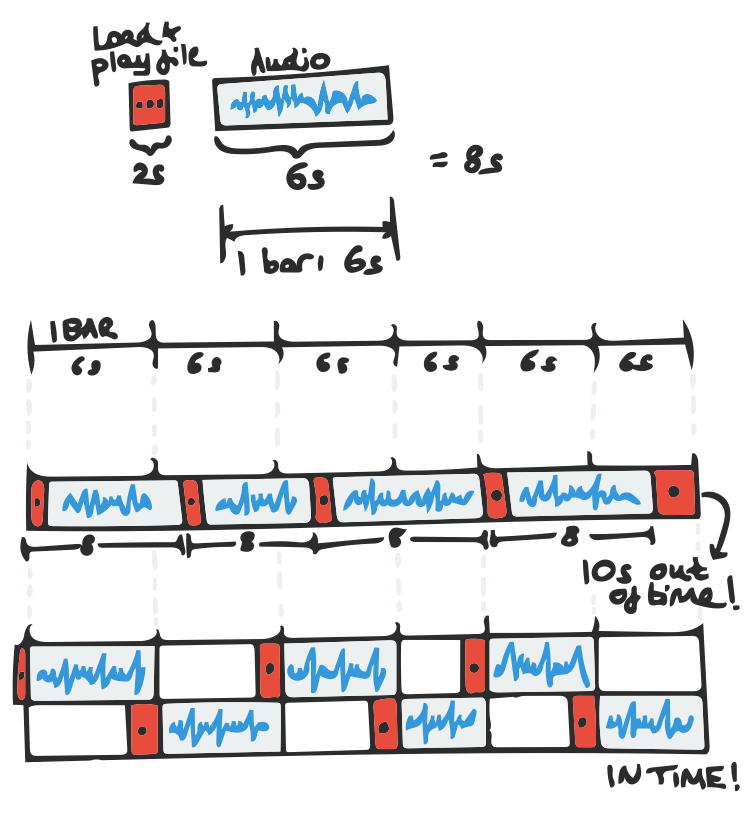 Load &
play file
Audio
2s
6s
= 8s
1 bar: 6s
1 BAR
6s 6s 6s 6s 6s 6s
8 8 8 8
10s out
of time!
IN TIME!